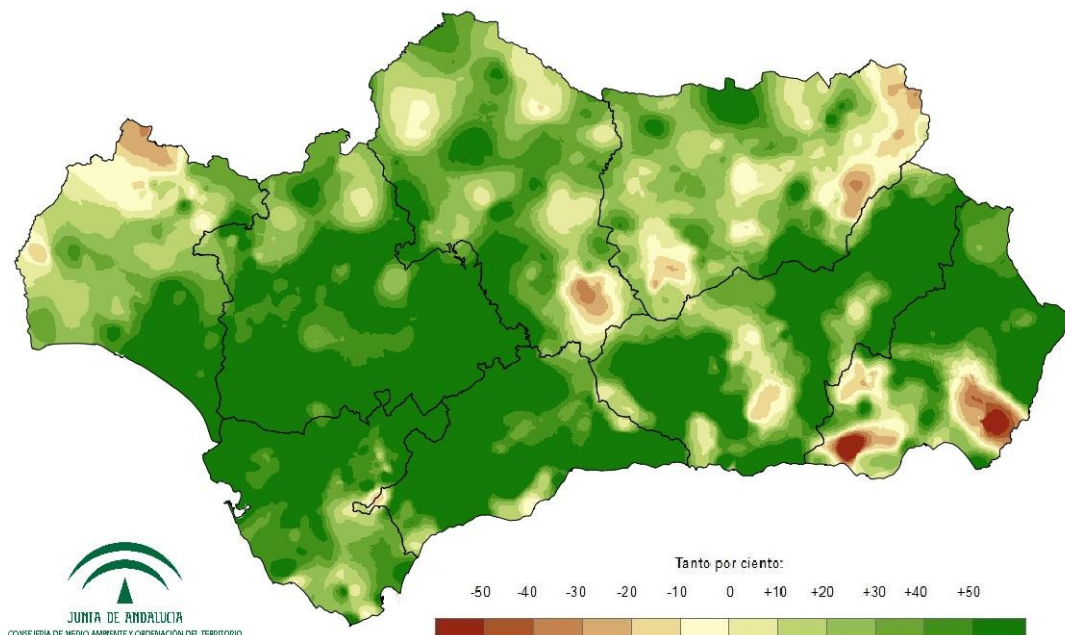 Tanto por ciento:
-50 -40 -30 -20 -10 0 +10 +20 +30 +40 +50
JUNTA DE ANDALUCIA
CONSEJERIA DE MEDIO AMBIENTE Y ORDENACIÓN DEL TERRITORIO